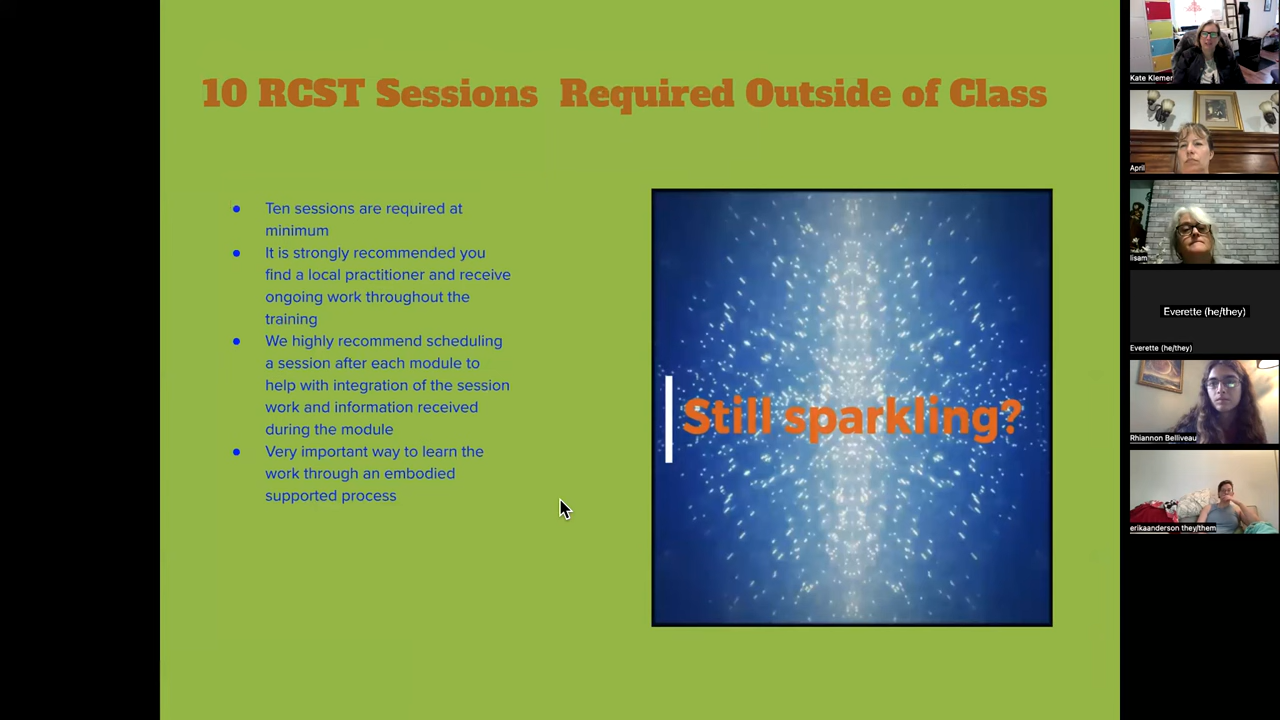 10 RCST Sessions Required Outside of Class
● Ten sessions are required at
minimum
● It is strongly recommended you
find a local practitioner and receive
ongoing work throughout the
training
● We highly recommend scheduling
a session after each module to
help with integration of the session
work and information received
during the module
● Very important way to learn the
work through an embodied
supported process
Still sparkling?
Kate Klemer
April
lisam
Everette (he/they)
Everette (he/they)
Rhiannon Belliveau
erikaanderson they/them